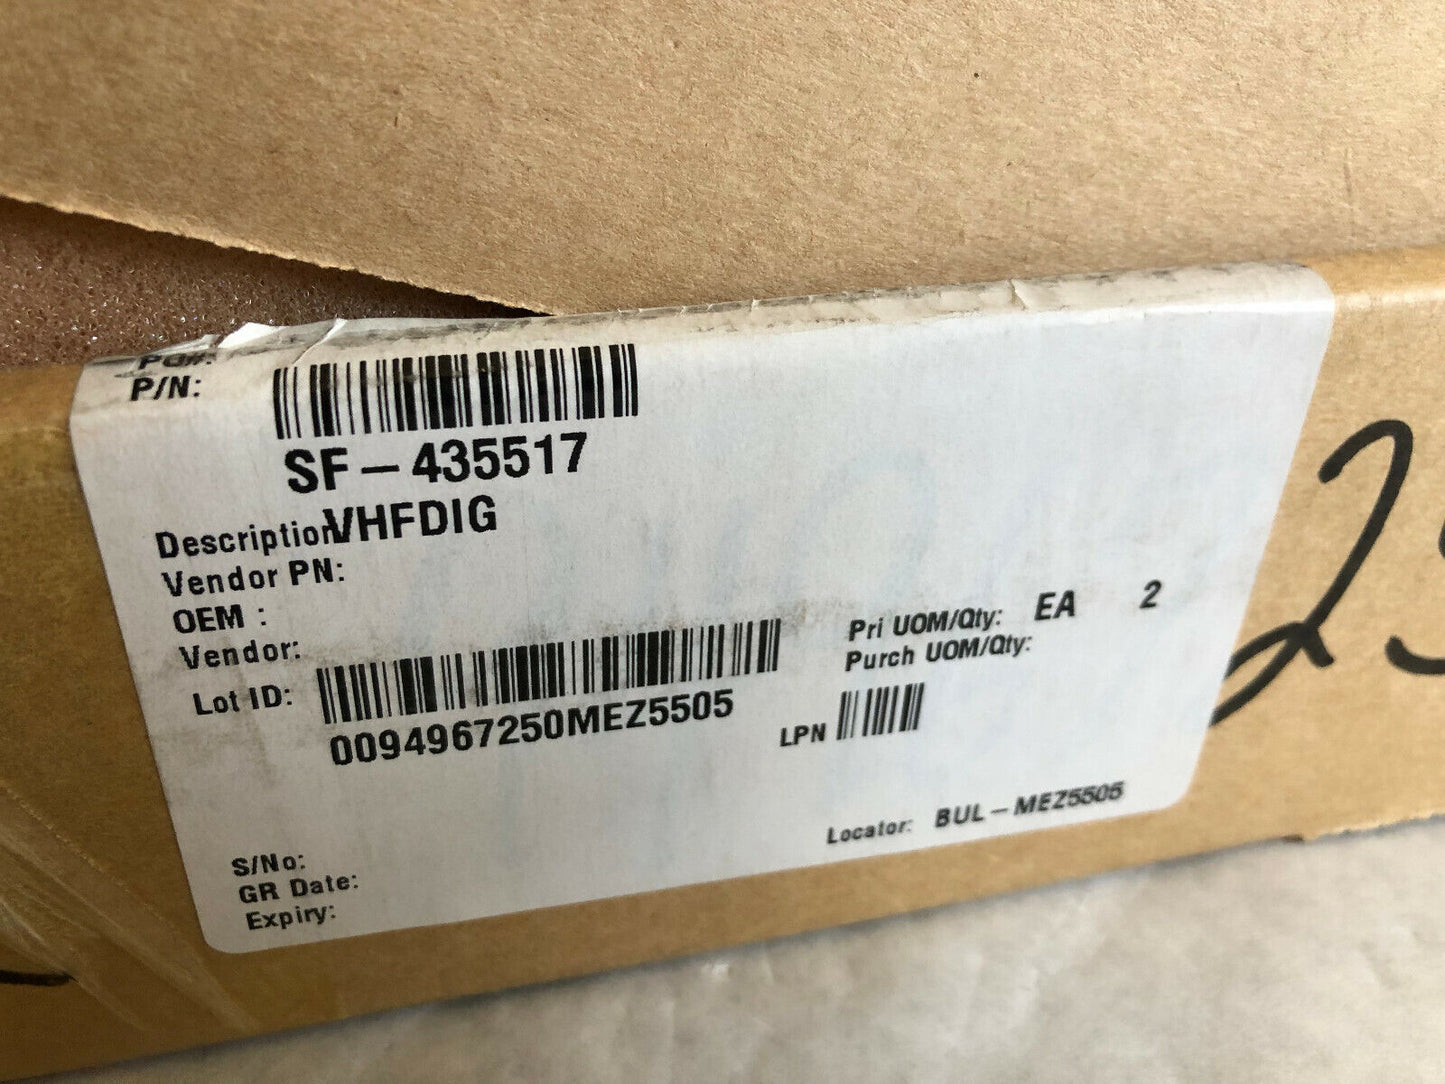 PO#:
P/N:
SF-435517
Description VHFDIG
Vendor PN:
OEM :
Vendor:
Pri UOM/Qty: EA 2
Purch UOM/Qty:
Lot ID:
0094967250MEZ5505
LPN
Locator: BUL-MEZ5505
S/No:
GR Date:
Expiry: